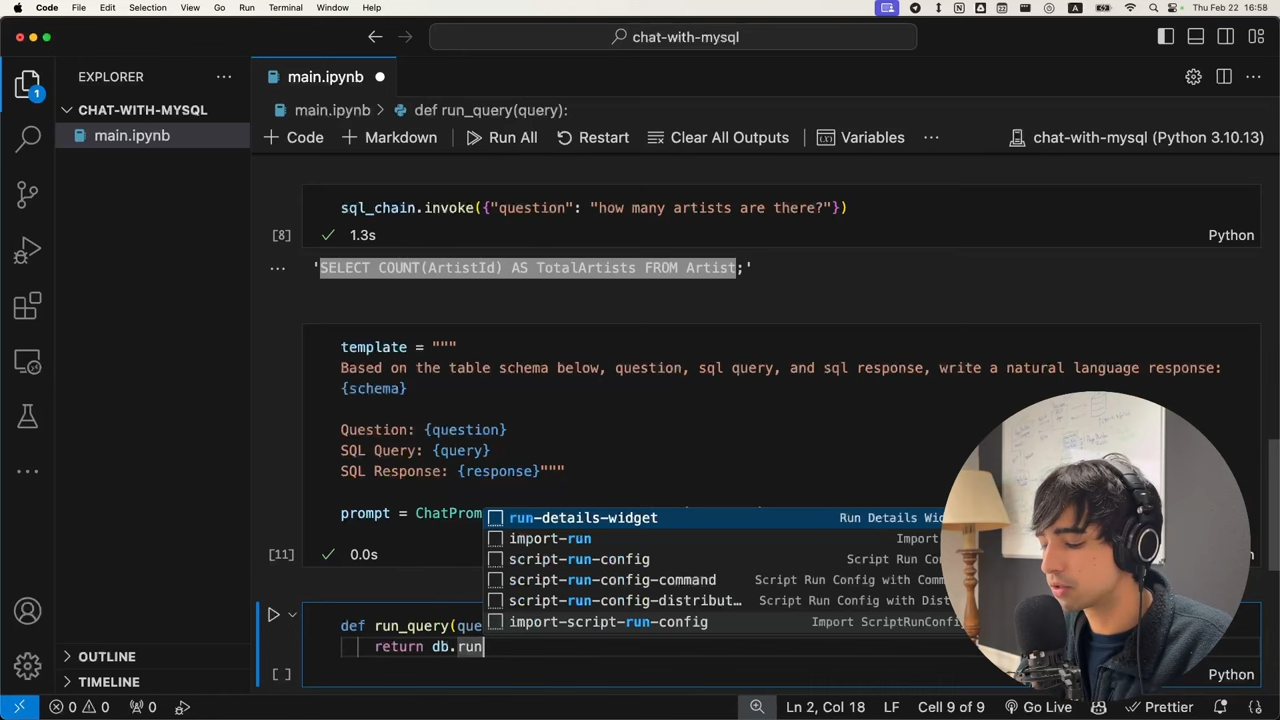 Code File Edit Selection View Go Run Terminal Window Help A Thu Feb 22 16:58
chat-with-mysql
EXPLORER
main.ipynb
CHAT-WITH-MYSQL
main.ipynb
1
main.ipynb > def run_query(query):
+ Code + Markdown Run All Restart Clear All Outputs Variables ... chat-with-mysql (Python 3.10.13)
sql_chain.invoke({"question": "how many artists are there?"})
[8] 1.3s Python
'SELECT COUNT(ArtistId) AS TotalArtists FROM Artist;'
template = """
Based on the table schema below, question, sql query, and sql response, write a natural language response:
{schema}
Question: {question}
SQL Query: {query}
SQL Response: {response}"""
prompt = ChatProm
run-details-widget Run Details
import-run Import
script-run-config Script Run
script-run-config-command Script Run Config with
script-run-config-distribut... Script Run Config with
import-script-run-config Import
[11] 0.0s
def run_query(que
return db.run
[ ] Python
OUTLINE
TIMELINE
0 0 0 Ln 2, Col 18 LF Cell 9 of 9 Go Live Prettier